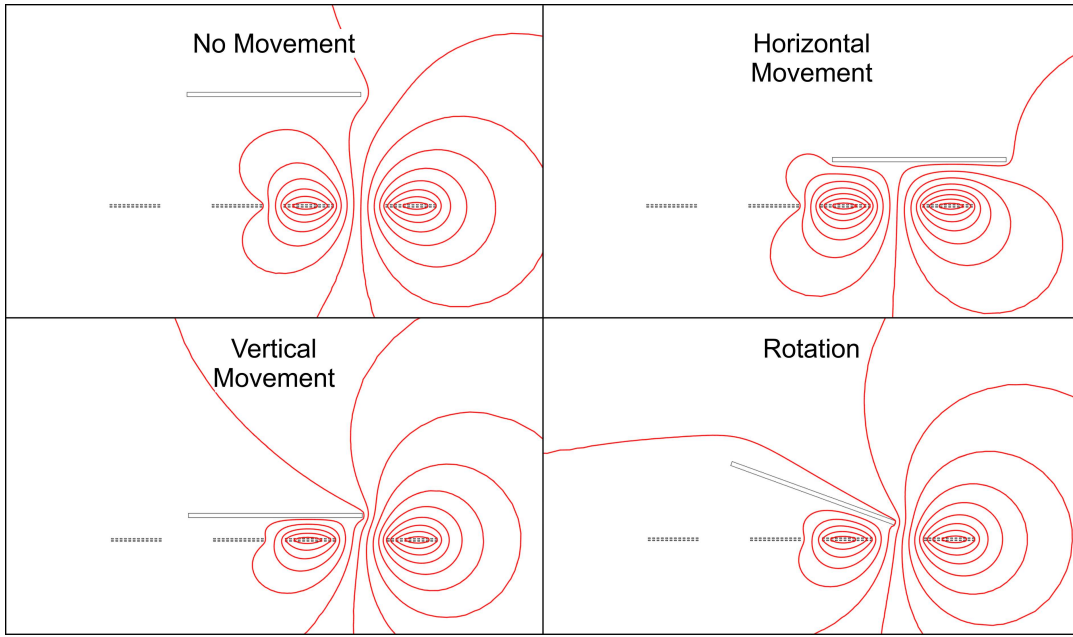 No Movement
Horizontal
Movement
Vertical
Movement
Rotation